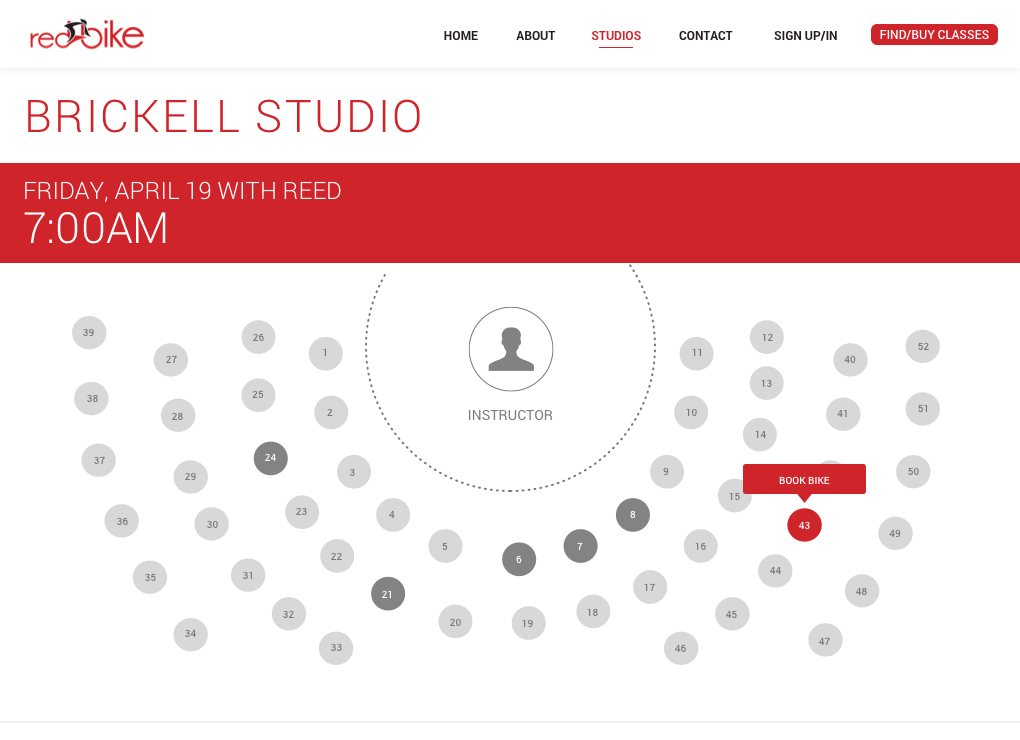 redbike
HOME ABOUT STUDIOS CONTACT SIGN UP/IN FIND/BUY CLASSES
BRICKELL STUDIO
FRIDAY, APRIL 19 WITH REED
7:00AM
INSTRUCTOR
39 27 26 1 11 12 40 52
38 28 25 2 10 13 41 51
37 29 24 3 9 14 50
BOOK BIKE
36 30 23 4 8 15 43 49
35 31 22 5 6 7 16 44 48
34 32 21 20 19 18 17 45 47
33 46